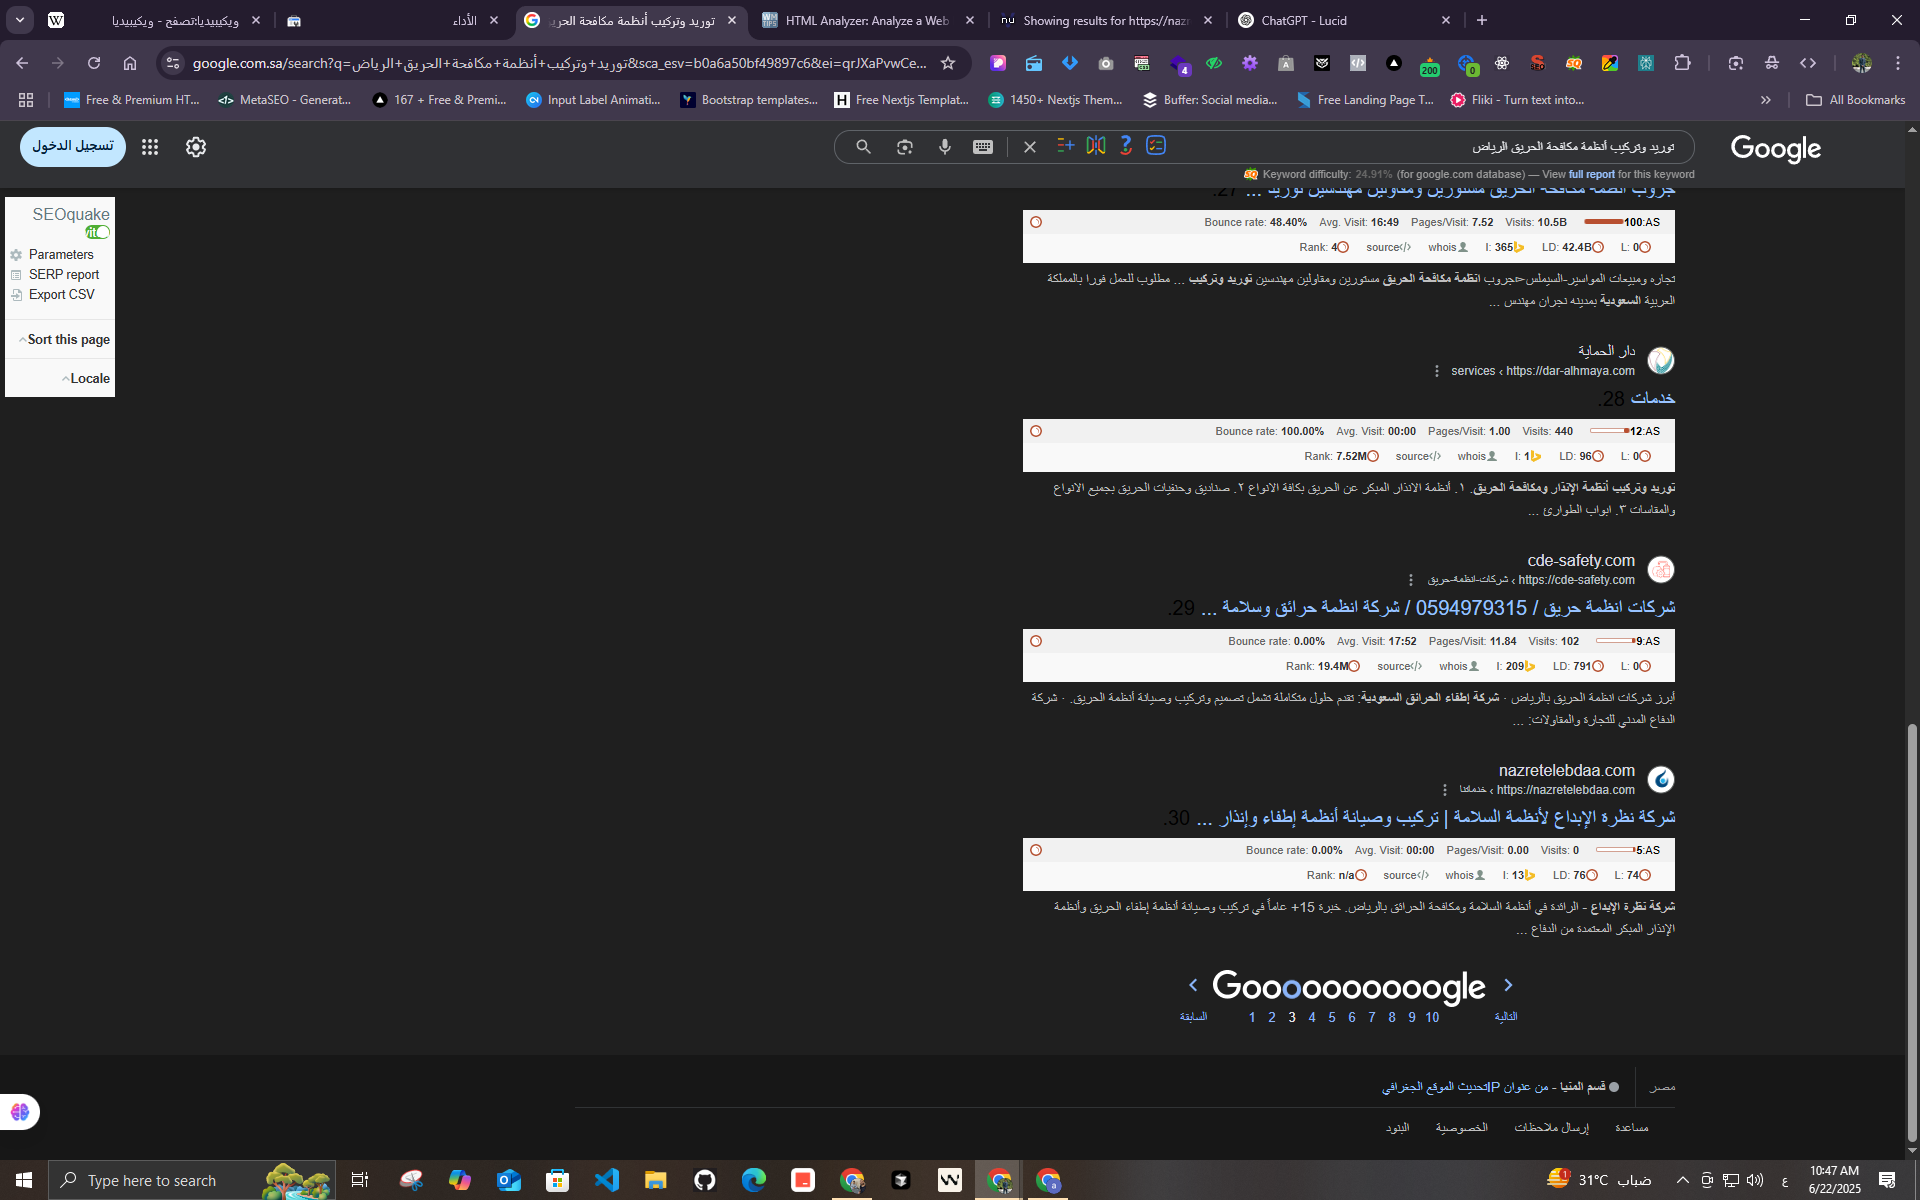 ويكيبيديا:تصفح - ويكيبيديا
الأداء
توريد وتركيب أنظمة مكافحة الحريز
HTML Analyzer: Analyze a Web
Showing results for https://nazr
ChatGPT - Lucid
google.com.sa/search?q=توريد+وتركيب+أنظمة+مكافحة+الحريق+الرياض&sca_esv=b0a6a50bf49897c6&ei=qrJXaPvwCe...
Free & Premium HT...
MetaSEO - Generat...
167 + Free & Premi...
Input Label Animati...
Bootstrap templates...
Free Nextjs Templat...
1450+ Nextjs Them...
Buffer: Social media...
Free Landing Page T...
Fliki - Turn text into...
All Bookmarks
تسجيل الدخول
توريد وتركيب أنظمة مكافحة الحريق الرياض
Google
Keyword difficulty: 24.91% (for google.com database) — View full report for this keyword
SEOquake
Parameters
SERP report
Export CSV
Sort this page
Locale
جروب انظمة مكافحة الحريق مستورين ومقاولين مهندسين توريد ... 27.
Bounce rate: 48.40% Avg. Visit: 16:49 Pages/Visit: 7.52 Visits: 10.5B 100:AS
Rank: 4 source whois I: 365 LD: 42.4B L: 0
تجاره ومبيعات المواسير-السيملس-جروب انظمة مكافحة الحريق مستورين ومقاولين مهندسين توريد وتركيب ... مطلوب للعمل فورا بالمملكة
العربية السعودية بمدينه نجران مهندس ...
دار الحماية
services ‹ https://dar-alhmaya.com
خدمات 28.
Bounce rate: 100.00% Avg. Visit: 00:00 Pages/Visit: 1.00 Visits: 440 12:AS
Rank: 7.52M source whois I: 1 LD: 96 L: 0
توريد وتركيب أنظمة الإنذار ومكافحة الحريق. ١. أنظمة الانذار المبكر عن الحريق بكافة الانواع ٢. صناديق وحنفيات الحريق بجميع الانواع
والمقاسات ٣. ابواب الطوارئ ...
cde-safety.com
https://cde-safety.com › شركات-انظمة-حريق
شركات انظمة حريق / 0594979315 / شركة انظمة حرائق وسلامة ... 29.
Bounce rate: 0.00% Avg. Visit: 17:52 Pages/Visit: 11.84 Visits: 102 9:AS
Rank: 19.4M source whois I: 209 LD: 791 L: 0
أبرز شركات انظمة الحريق بالرياض · شركة إطفاء الحرائق السعودية: تقدم حلول متكاملة تشمل تصميم وتركيب وصيانة أنظمة الحريق. · شركة
الدفاع المدني للتجارة والمقاولات: ...
nazretelebdaa.com
https://nazretelebdaa.com › خدماتنا
شركة نظرة الإبداع لأنظمة السلامة | تركيب وصيانة أنظمة إطفاء وإنذار ... 30.
Bounce rate: 0.00% Avg. Visit: 00:00 Pages/Visit: 0.00 Visits: 0 5:AS
Rank: n/a source whois I: 13 LD: 76 L: 74
شركة نظرة الإبداع - الرائدة في أنظمة السلامة ومكافحة الحرائق بالرياض. خبرة 15+ عاماً في تركيب وصيانة أنظمة إطفاء الحريق وأنظمة
الإنذار المبكر المعتمدة من الدفاع ...
Goooooooooogle
السابقة 1 2 3 4 5 6 7 8 9 10 التالية
مصر
قسم المنيا - من عنوان IP
تحديث الموقع الجغرافي
مساعدة إرسال ملاحظات الخصوصية البنود
Type here to search
31°C ضباب
ع
10:47 AM
6/22/2025